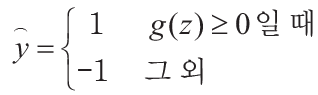 ŷ = { 1 g(z) ≥ 0 일 때
-1 그 외